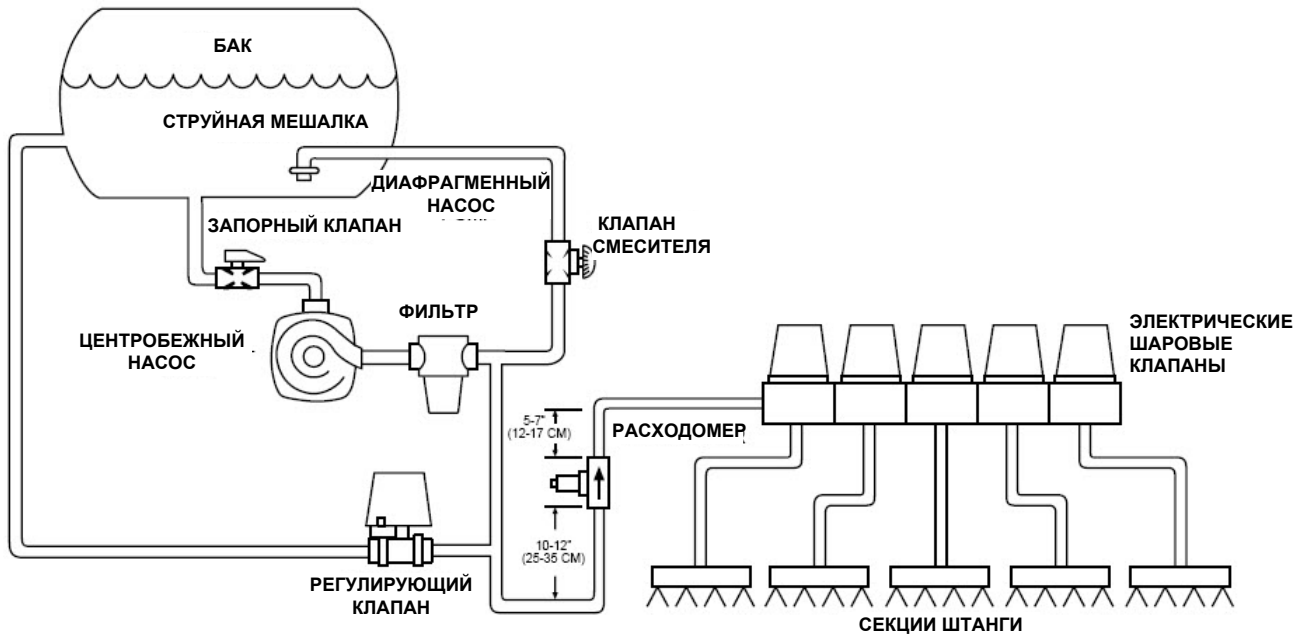 БАК
СТРУЙНАЯ МЕШАЛКА
ДИАФРАГМЕННЫЙ
НАСОС
ЗАПОРНЫЙ КЛАПАН
КЛАПАН
СМЕСИТЕЛЯ
ФИЛЬТР
ЦЕНТРОБЕЖНЫЙ
НАСОС
ЭЛЕКТРИЧЕСКИЕ
ШАРОВЫЕ
КЛАПАНЫ
5-7"
(12-17 СМ)
РАСХОДОМЕР
10-12"
(25-35 СМ)
РЕГУЛИРУЮЩИЙ
КЛАПАН
СЕКЦИИ ШТАНГИ